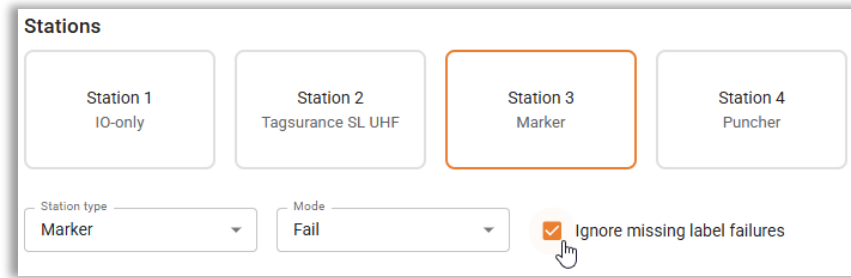 Stations
Station 1
IO-only
Station 2
Tagsurance SL UHF
Station 3
Marker
Station 4
Puncher
Station type
Marker
Mode
Fail
Ignore missing label failures